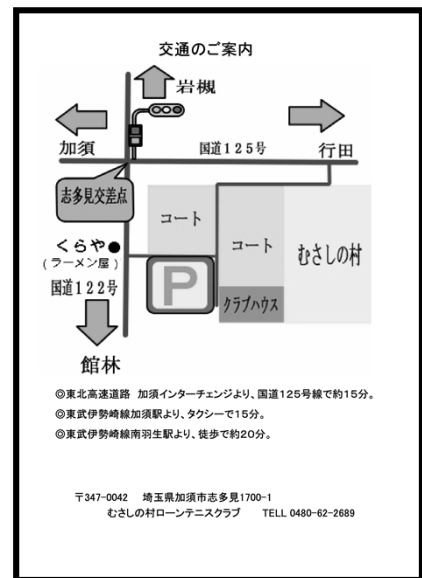 交通のご案内
岩槻
加須
国道125号
行田
志多見交差点
コート
コート
むさしの村
くらや●
(ラーメン屋)
国道122号
P
クラブハウス
館林
◎東北高速道路 加須インターチェンジより、国道125号線で約15分。
◎東武伊勢崎線加須駅より、タクシーで15分。
◎東武伊勢崎線南羽生駅より、徒歩で約20分。
〒347-0042 埼玉県加須市志多見1700-1
むさしの村ローンテニスクラブ TELL 0480-62-2689